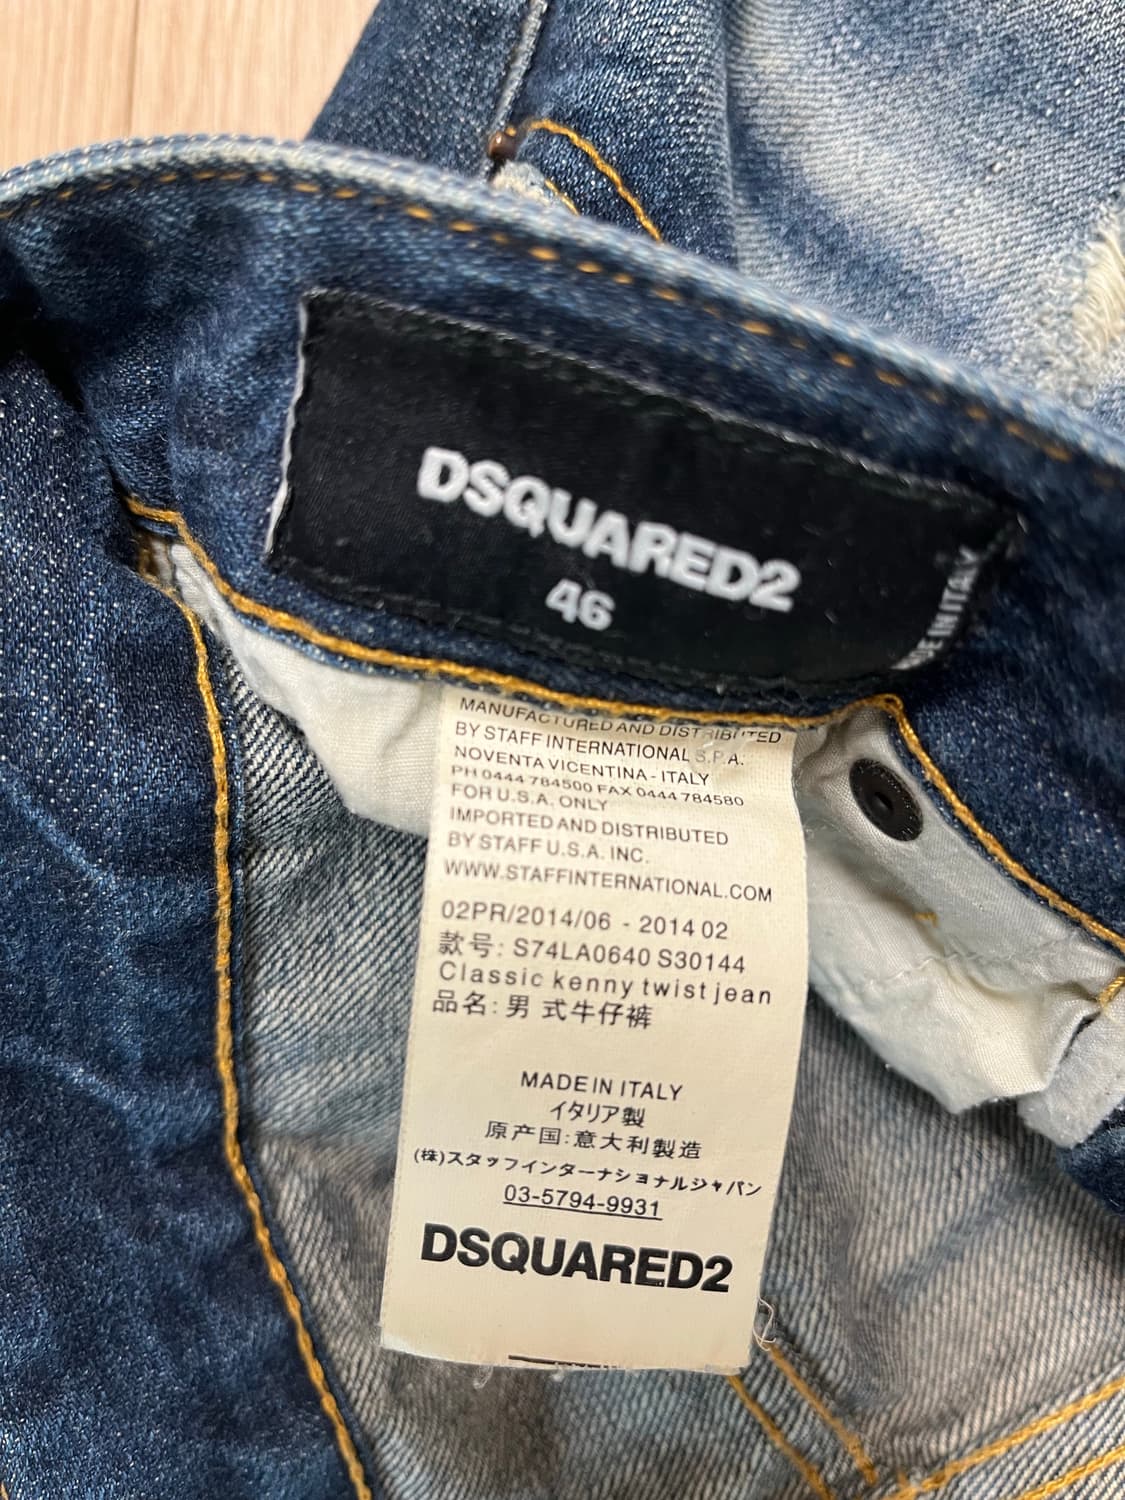 DSQUARED2
46
MADE IN ITALY
MANUFACTURED AND DISTRIBUTED
BY STAFF INTERNATIONAL S.P.A.
NOVENTA VICENTINA - ITALY
PH 0444 784500 FAX 0444 784580
FOR U.S.A. ONLY
IMPORTED AND DISTRIBUTED
BY STAFF U.S.A. INC.
WWW.STAFFINTERNATIONAL.COM
02PR/2014/06 - 2014 02
款号: S74LA0640 S30144
Classic kenny twist jean
品名: 男 式牛仔裤
MADE IN ITALY
イタリア製
原产国:意大利製造
(株)スタッフインターナショナルジャパン
03-5794-9931
DSQUARED2